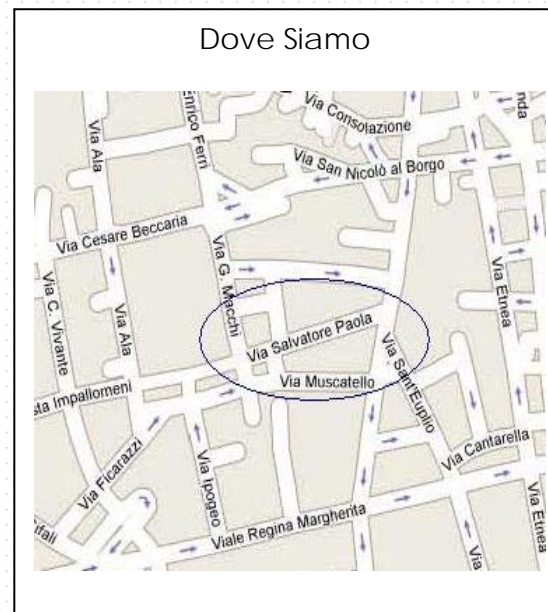 Dove Siamo
Via Ala
Enrico Ferri
Via Consolazione
Via San Nicolò al Borgo
Via Cesare Beccaria
Via G. Macchi
Via Etnea
Via C. Vivante
Via Ala
Via Salvatore Paola
Via Muscatello
Via Sant'Euplio
sta Impallomeni
Via Cantarella
Via Ficarazzi
Via Ipogeo
Viale Regina Margherita
Via Etnea
Via